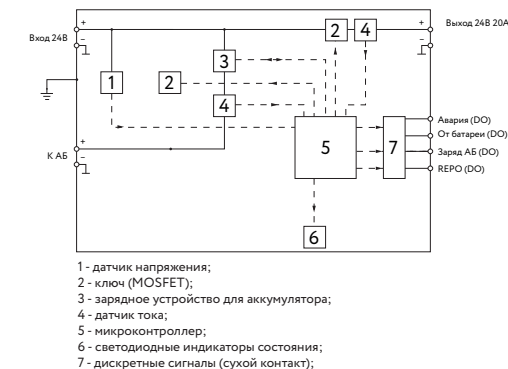 +
2
4
+
Выход 24В 20А
Вход 24В
–
–
3
1
2
4
Авария (DO)
+
5
7
От батареи (DO)
К АБ
–
Заряд АБ (DO)
REPO (DO)
6
1 - датчик напряжения;
2 - ключ (MOSFET);
3 - зарядное устройство для аккумулятора;
4 - датчик тока;
5 - микроконтроллер;
6 - светодиодные индикаторы состояния;
7 - дискретные сигналы (сухой контакт);